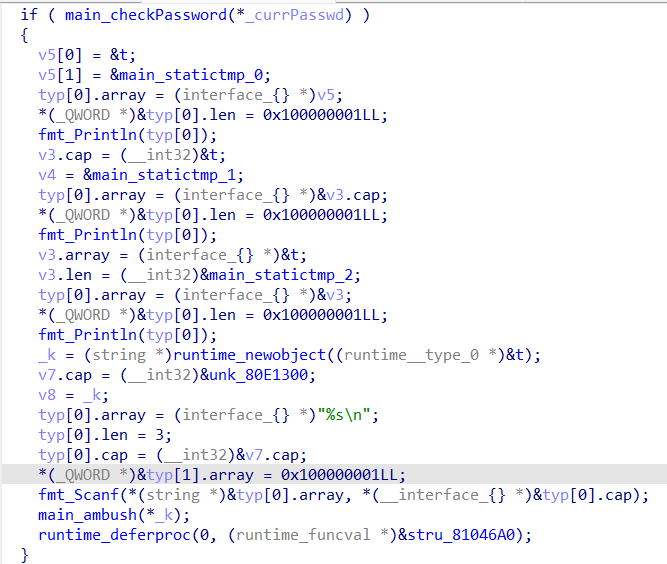 if ( main_checkPassword(*_currPasswd) )
{
v5[0] = &t;
v5[1] = &main_statictmp_0;
typ[0].array = (interface_{} *)v5;
*(_QWORD *)&typ[0].len = 0x100000001LL;
fmt_Println(typ[0]);
v3.cap = (__int32)&t;
v4 = &main_statictmp_1;
typ[0].array = (interface_{} *)&v3.cap;
*(_QWORD *)&typ[0].len = 0x100000001LL;
fmt_Println(typ[0]);
v3.array = (interface_{} *)&t;
v3.len = (__int32)&main_statictmp_2;
typ[0].array = (interface_{} *)&v3;
*(_QWORD *)&typ[0].len = 0x100000001LL;
fmt_Println(typ[0]);
_k = (string *)runtime_newobject((runtime__type_0 *)&t);
v7.cap = (__int32)&unk_80E1300;
v8 = _k;
typ[0].array = (interface_{} *)"%s\n";
typ[0].len = 3;
typ[0].cap = (__int32)&v7.cap;
*(_QWORD *)&typ[1].array = 0x100000001LL;
fmt_Scanf(*(string *)&typ[0].array, *(__interface_{} *)&typ[0].cap);
main_ambush(*_k);
runtime_deferproc(0, (runtime_funcval *)&stru_81046A0);
}